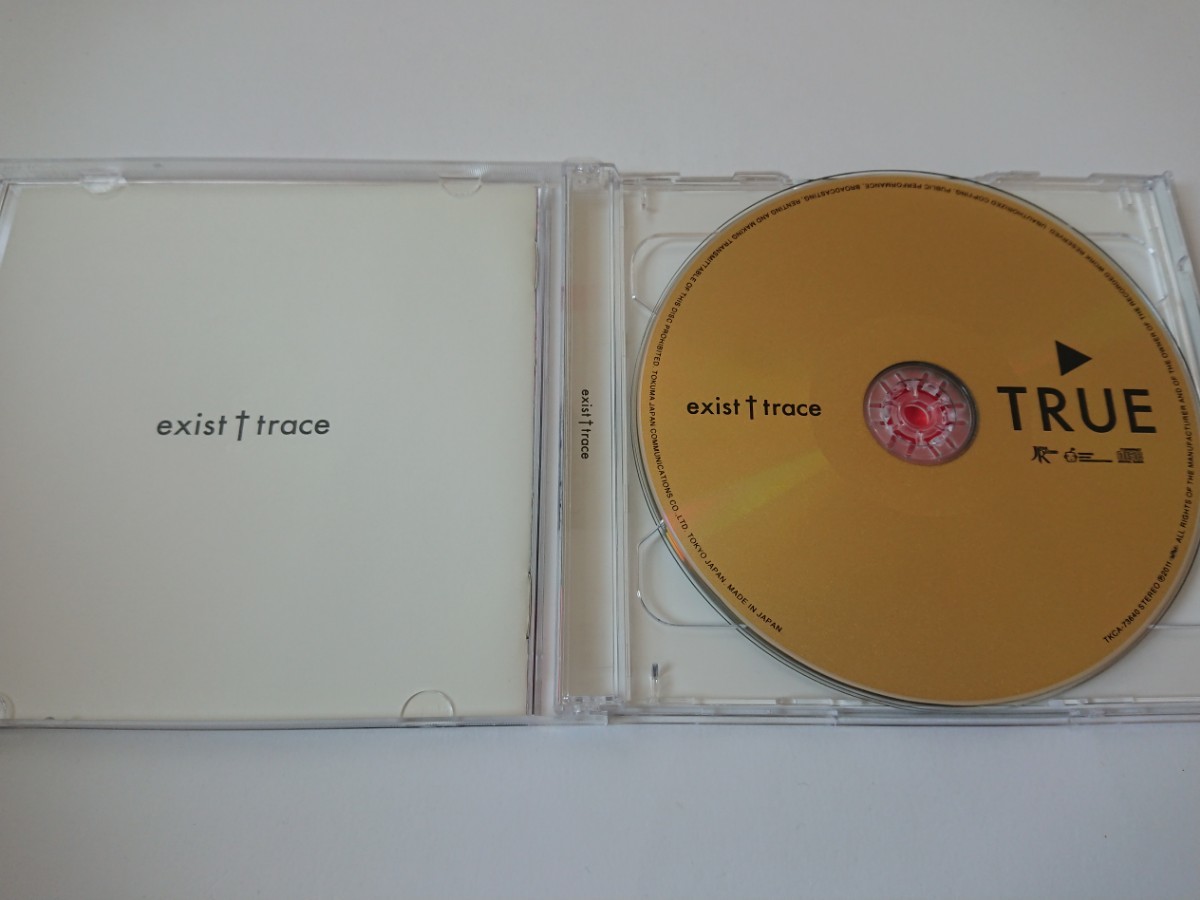 exist†trace
exist†trace
exist†trace
TRUE
ALL RIGHTS OF THE MANUFACTURER AND OF THE OWNER OF THE RECORDED WORK RESERVED. UNAUTHORIZED COPYING, PUBLIC PERFORMANCE, BROADCASTING, RENTING AND MAKING TRANSMITTABLE OF THIS DISC PROHIBITED. TOKUMA JAPAN COMMUNICATIONS CO.,LTD. TOKYO JAPAN. MADE IN JAPAN
TKCA-73640 STEREO Ⓟ2011